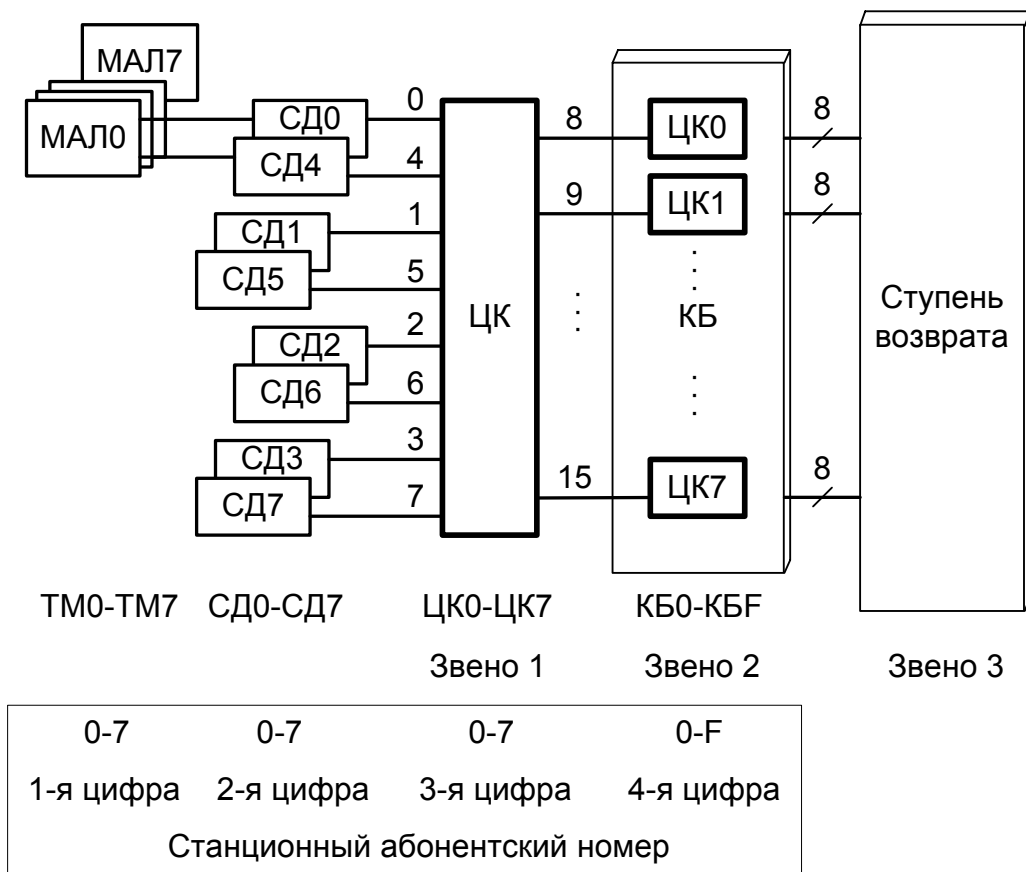 МАЛ7
МАЛ0
СД0
СД4
СД1
СД5
СД2
СД6
СД3
СД7
0
4
1
5
2
6
3
7
ЦК
8
9
15
ЦК0
ЦК1
КБ
ЦК7
8
8
8
Ступень
возврата
ТМ0-ТМ7 СД0-СД7 ЦК0-ЦК7 КБ0-КБF
Звено 1 Звено 2 Звено 3
0-7 0-7 0-7 0-F
1-я цифра 2-я цифра 3-я цифра 4-я цифра
Станционный абонентский номер